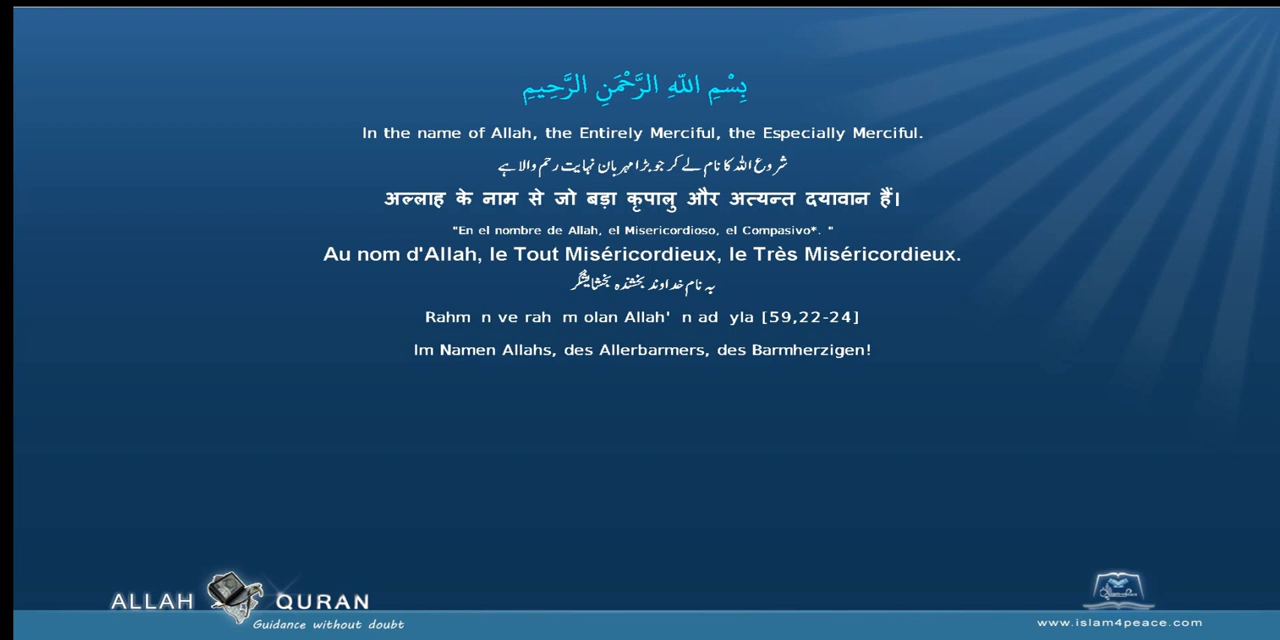 بِسْمِ اللّهِ الرَّحْمَنِ الرَّحِيمِ
In the name of Allah, the Entirely Merciful, the Especially Merciful.
شروع اللہ کا نام لے کر جو بڑا مہربان نہایت رحم والا ہے
अल्लाह के नाम से जो बड़ा कृपालु और अत्यन्त दयावान हैं।
"En el nombre de Allah, el Misericordioso, el Compasivo*. "
Au nom d'Allah, le Tout Miséricordieux, le Très Miséricordieux.
به نام خداوند بخشنده بخشایشگر
Rahm n ve rah m olan Allah' n ad yla [59,22-24]
Im Namen Allahs, des Allerbarmers, des Barmherzigen!
ALLAH QURAN
Guidance without doubt
www.islam4peace.com